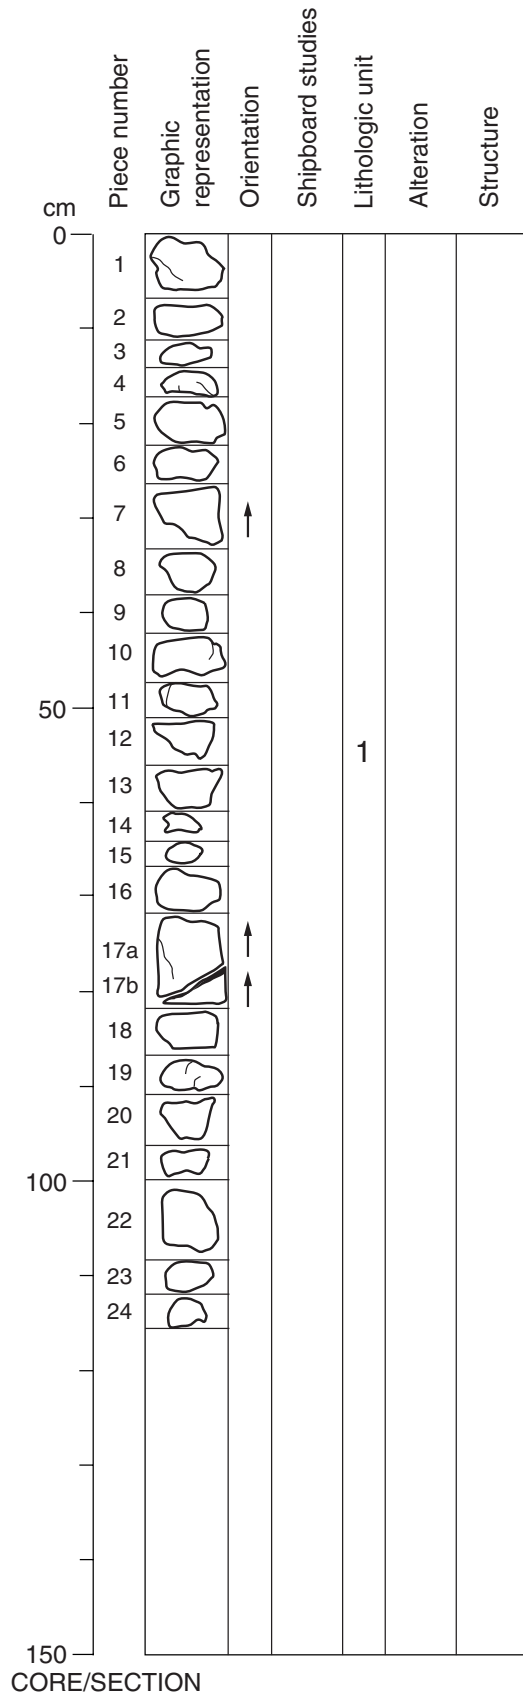 Piece number
Graphic
representation
Orientation
Shipboard studies
Lithologic unit
Alteration
Structure
cm
0
1
2
3
4
5
6
7
8
9
10
11
50
12
1
13
14
15
16
17a
17b
18
19
20
21
100
22
23
24
150
CORE/SECTION